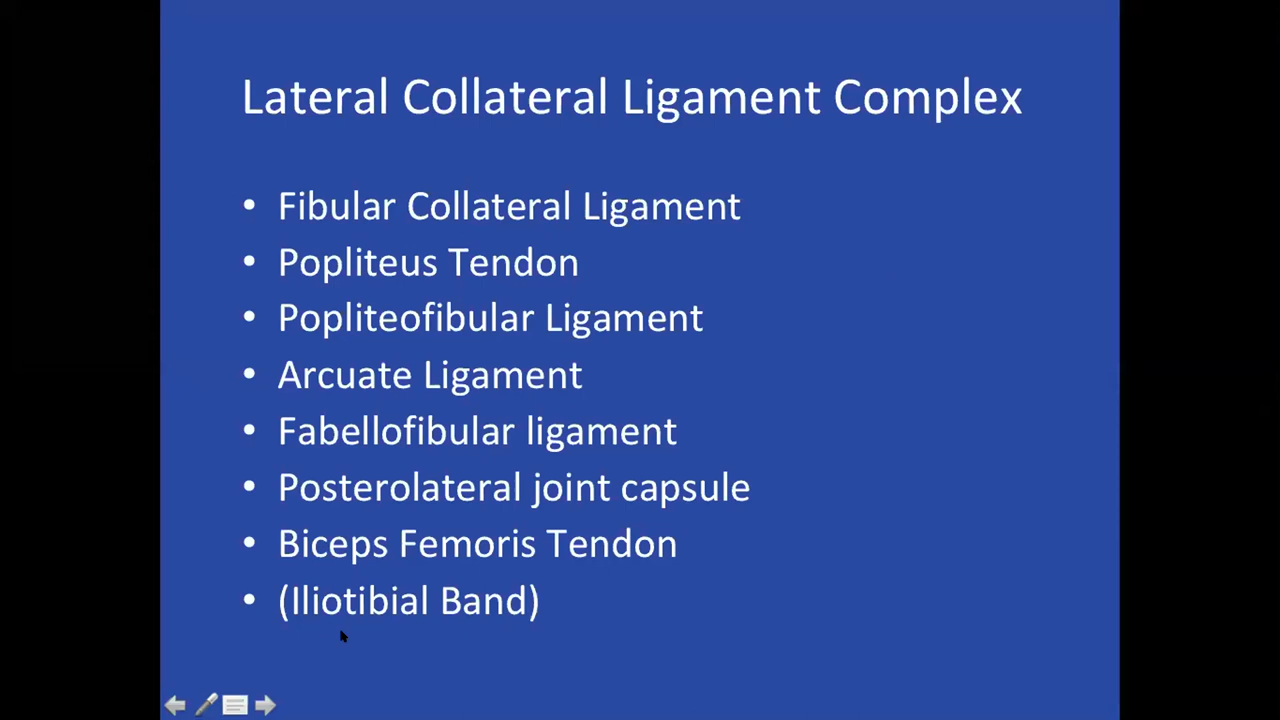 Lateral Collateral Ligament Complex
• Fibular Collateral Ligament
• Popliteus Tendon
• Popliteofibular Ligament
• Arcuate Ligament
• Fabellofibular ligament
• Posterolateral joint capsule
• Biceps Femoris Tendon
• (Iliotibial Band)